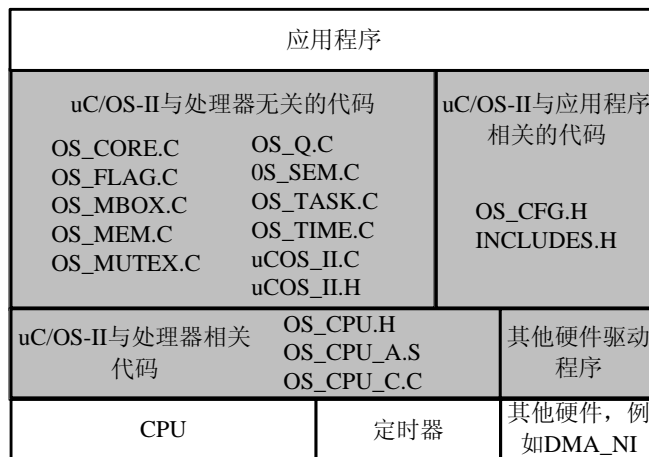 应用程序
uC/OS-II与处理器无关的代码
OS_CORE.C
OS_FLAG.C
OS_MBOX.C
OS_MEM.C
OS_MUTEX.C
OS_Q.C
0S_SEM.C
OS_TASK.C
OS_TIME.C
uCOS_II.C
uCOS_II.H
uC/OS-II与应用程序
相关的代码
OS_CFG.H
INCLUDES.H
uC/OS-II与处理器相关
代码
OS_CPU.H
OS_CPU_A.S
OS_CPU_C.C
其他硬件驱动
程序
CPU
定时器
其他硬件，例
如DMA_NI